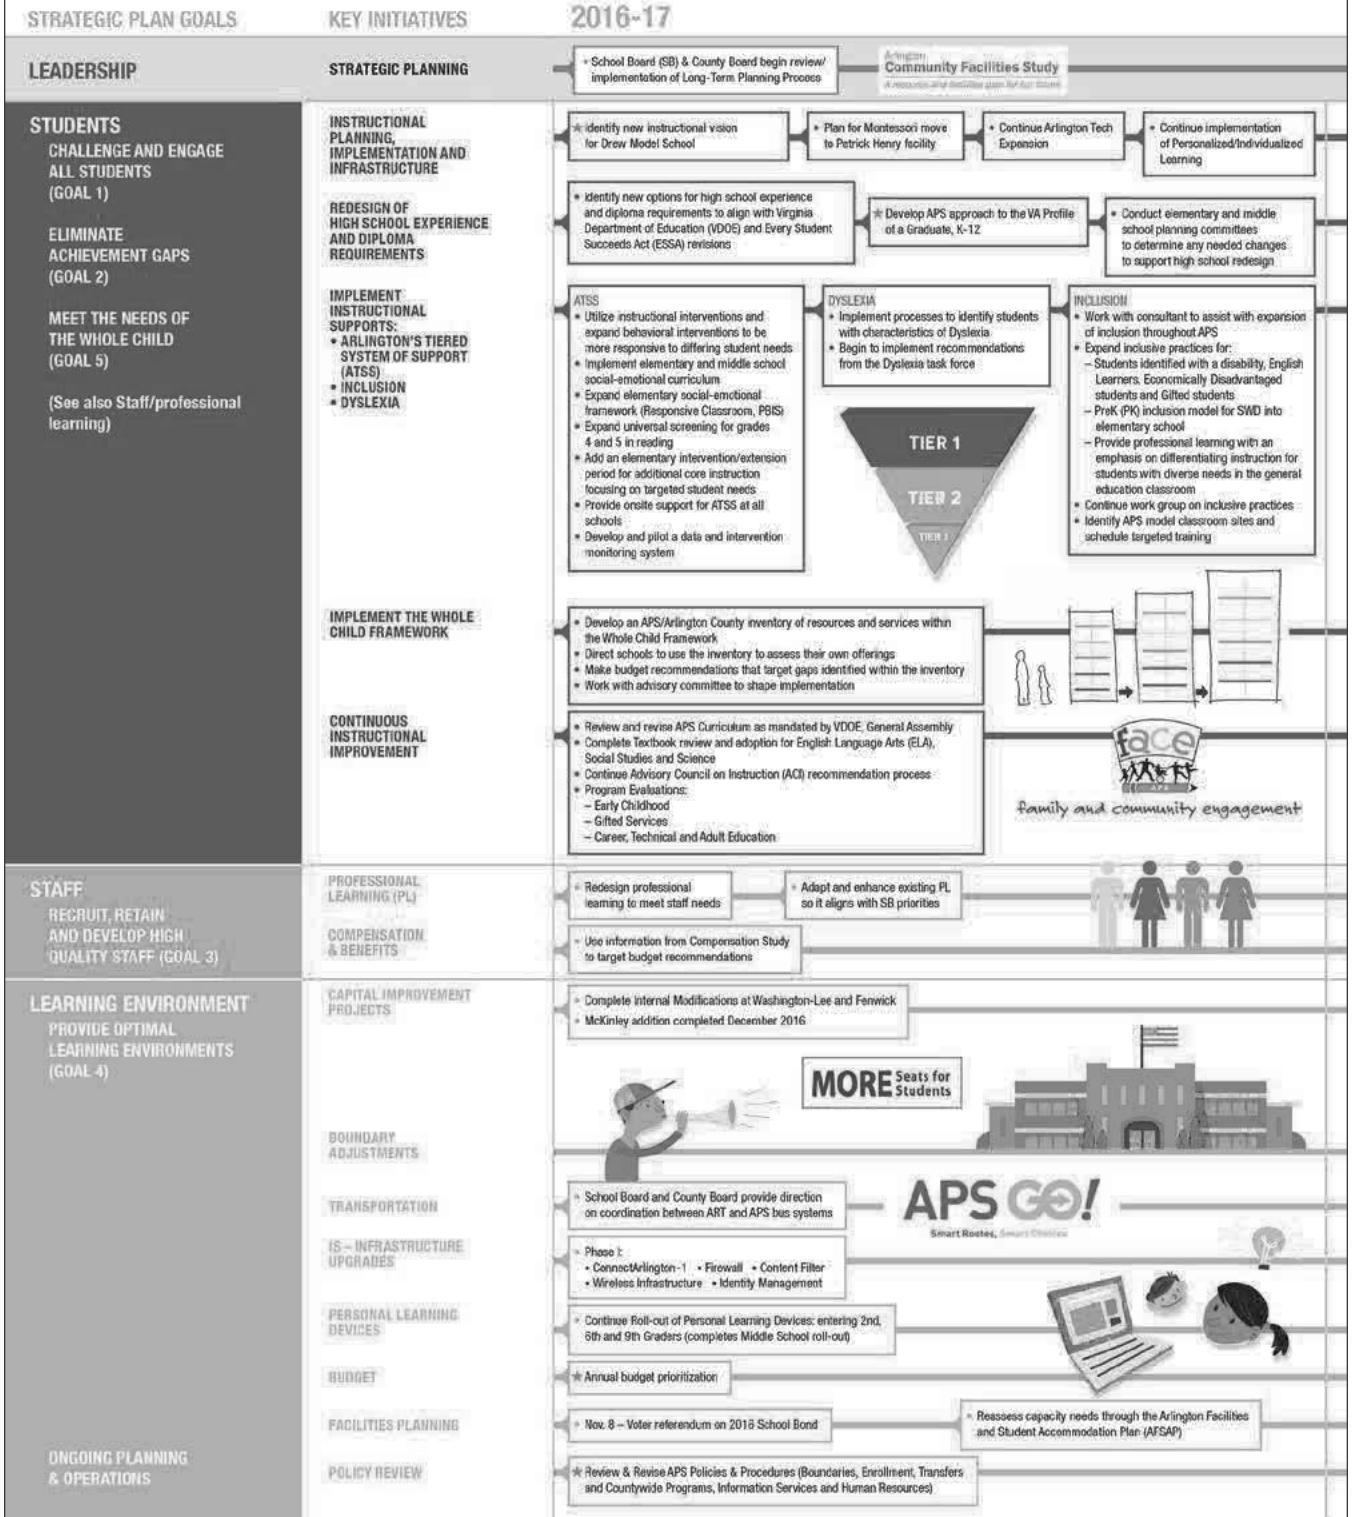 STRATEGIC PLAN GOALS
KEY INITIATIVES
2016-17
LEADERSHIP
STRATEGIC PLANNING
• School Board (SB) & County Board begin review/
implementation of Long-Term Planning Process
Arlington
Community Facilities Study
A resource and facilities plan for our future
STUDENTS
CHALLENGE AND ENGAGE
ALL STUDENTS
(GOAL 1)
ELIMINATE
ACHIEVEMENT GAPS
(GOAL 2)
MEET THE NEEDS OF
THE WHOLE CHILD
(GOAL 5)
(See also Staff/professional
learning)
INSTRUCTIONAL
PLANNING,
IMPLEMENTATION AND
INFRASTRUCTURE
★ Identify new instructional vision
for Drew Model School
• Plan for Montessori move
to Patrick Henry facility
• Continue Arlington Tech
Expansion
• Continue implementation
of Personalized/Individualized
Learning
REDESIGN OF
HIGH SCHOOL EXPERIENCE
AND DIPLOMA
REQUIREMENTS
• Identify new options for high school experience
and diploma requirements to align with Virginia
Department of Education (VDOE) and Every Student
Succeeds Act (ESSA) revisions
★ Develop APS approach to the VA Profile
of a Graduate, K-12
• Conduct elementary and middle
school planning committees
to determine any needed changes
to support high school redesign
IMPLEMENT
INSTRUCTIONAL
SUPPORTS:
• ARLINGTON'S TIERED
SYSTEM OF SUPPORT
(ATSS)
• INCLUSION
• DYSLEXIA
ATSS
• Utilize instructional interventions and
expand behavioral interventions to be
more responsive to differing student needs
• Implement elementary and middle school
social-emotional curriculum
• Expand elementary social-emotional
framework (Responsive Classroom, PBIS)
• Expand universal screening for grades
4 and 5 in reading
• Add an elementary intervention/extension
period for additional core instruction
focusing on targeted student needs
• Provide onsite support for ATSS at all
schools
• Develop and pilot a data and intervention
monitoring system
DYSLEXIA
• Implement processes to identify students
with characteristics of Dyslexia
• Begin to implement recommendations
from the Dyslexia task force
TIER 1
TIER 2
TIER 3
INCLUSION
• Work with consultant to assist with expansion
of inclusion throughout APS
• Expand inclusive practices for:
– Students identified with a disability, English
Learners, Economically Disadvantaged
students and Gifted students
– PreK (PK) inclusion model for SWD into
elementary school
– Provide professional learning with an
emphasis on differentiating instruction for
students with diverse needs in the general
education classroom
• Continue work group on inclusive practices
• Identify APS model classroom sites and
schedule targeted training
IMPLEMENT THE WHOLE
CHILD FRAMEWORK
• Develop an APS/Arlington County inventory of resources and services within
the Whole Child Framework
• Direct schools to use the inventory to assess their own offerings
• Make budget recommendations that target gaps identified within the inventory
• Work with advisory committee to shape implementation
CONTINUOUS
INSTRUCTIONAL
IMPROVEMENT
• Review and revise APS Curriculum as mandated by VDOE, General Assembly
• Complete Textbook review and adoption for English Language Arts (ELA),
Social Studies and Science
• Continue Advisory Council on Instruction (ACI) recommendation process
• Program Evaluations:
– Early Childhood
– Gifted Services
– Career, Technical and Adult Education
face
APS
family and community engagement
STAFF
RECRUIT, RETAIN
AND DEVELOP HIGH
QUALITY STAFF (GOAL 3)
PROFESSIONAL
LEARNING (PL)
• Redesign professional
learning to meet staff needs
• Adapt and enhance existing PL
so it aligns with SB priorities
COMPENSATION
& BENEFITS
• Use information from Compensation Study
to target budget recommendations
LEARNING ENVIRONMENT
PROVIDE OPTIMAL
LEARNING ENVIRONMENTS
(GOAL 4)
CAPITAL IMPROVEMENT
PROJECTS
• Complete Internal Modifications at Washington-Lee and Fenwick
• McKinley addition completed December 2016
MORE Seats for
Students
BOUNDARY
ADJUSTMENTS
TRANSPORTATION
• School Board and County Board provide direction
on coordination between ART and APS bus systems
APS GO!
Smart Routes, Smart Choices
IS – INFRASTRUCTURE
UPGRADES
• Phase I:
• ConnectArlington-1 • Firewall • Content Filter
• Wireless Infrastructure • Identity Management
PERSONAL LEARNING
DEVICES
• Continue Roll-out of Personal Learning Devices: entering 2nd,
6th and 9th Graders (completes Middle School roll-out)
BUDGET
★ Annual budget prioritization
FACILITIES PLANNING
• Nov. 8 – Voter referendum on 2016 School Bond
• Reassess capacity needs through the Arlington Facilities
and Student Accommodation Plan (AFSAP)
ONGOING PLANNING
& OPERATIONS
POLICY REVIEW
★ Review & Revise APS Policies & Procedures (Boundaries, Enrollment, Transfers
and Countywide Programs, Information Services and Human Resources)